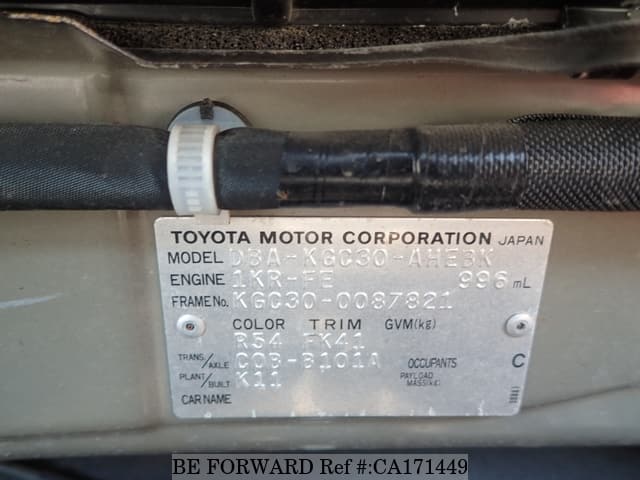 TOYOTA MOTOR CORPORATION JAPAN
MODEL DBA-KGC30-AHEBK
ENGINE 1KR-FE 996 mL
FRAME No. KGC30-0087821
COLOR TRIM GVM(kg)
R54 FK41
TRANS/AXLE C0B-B101A OCCUPANTS C
PLANT/BUILT K11 PAYLOAD MASS(kg)
CAR NAME
BE FORWARD Ref #:CA171449